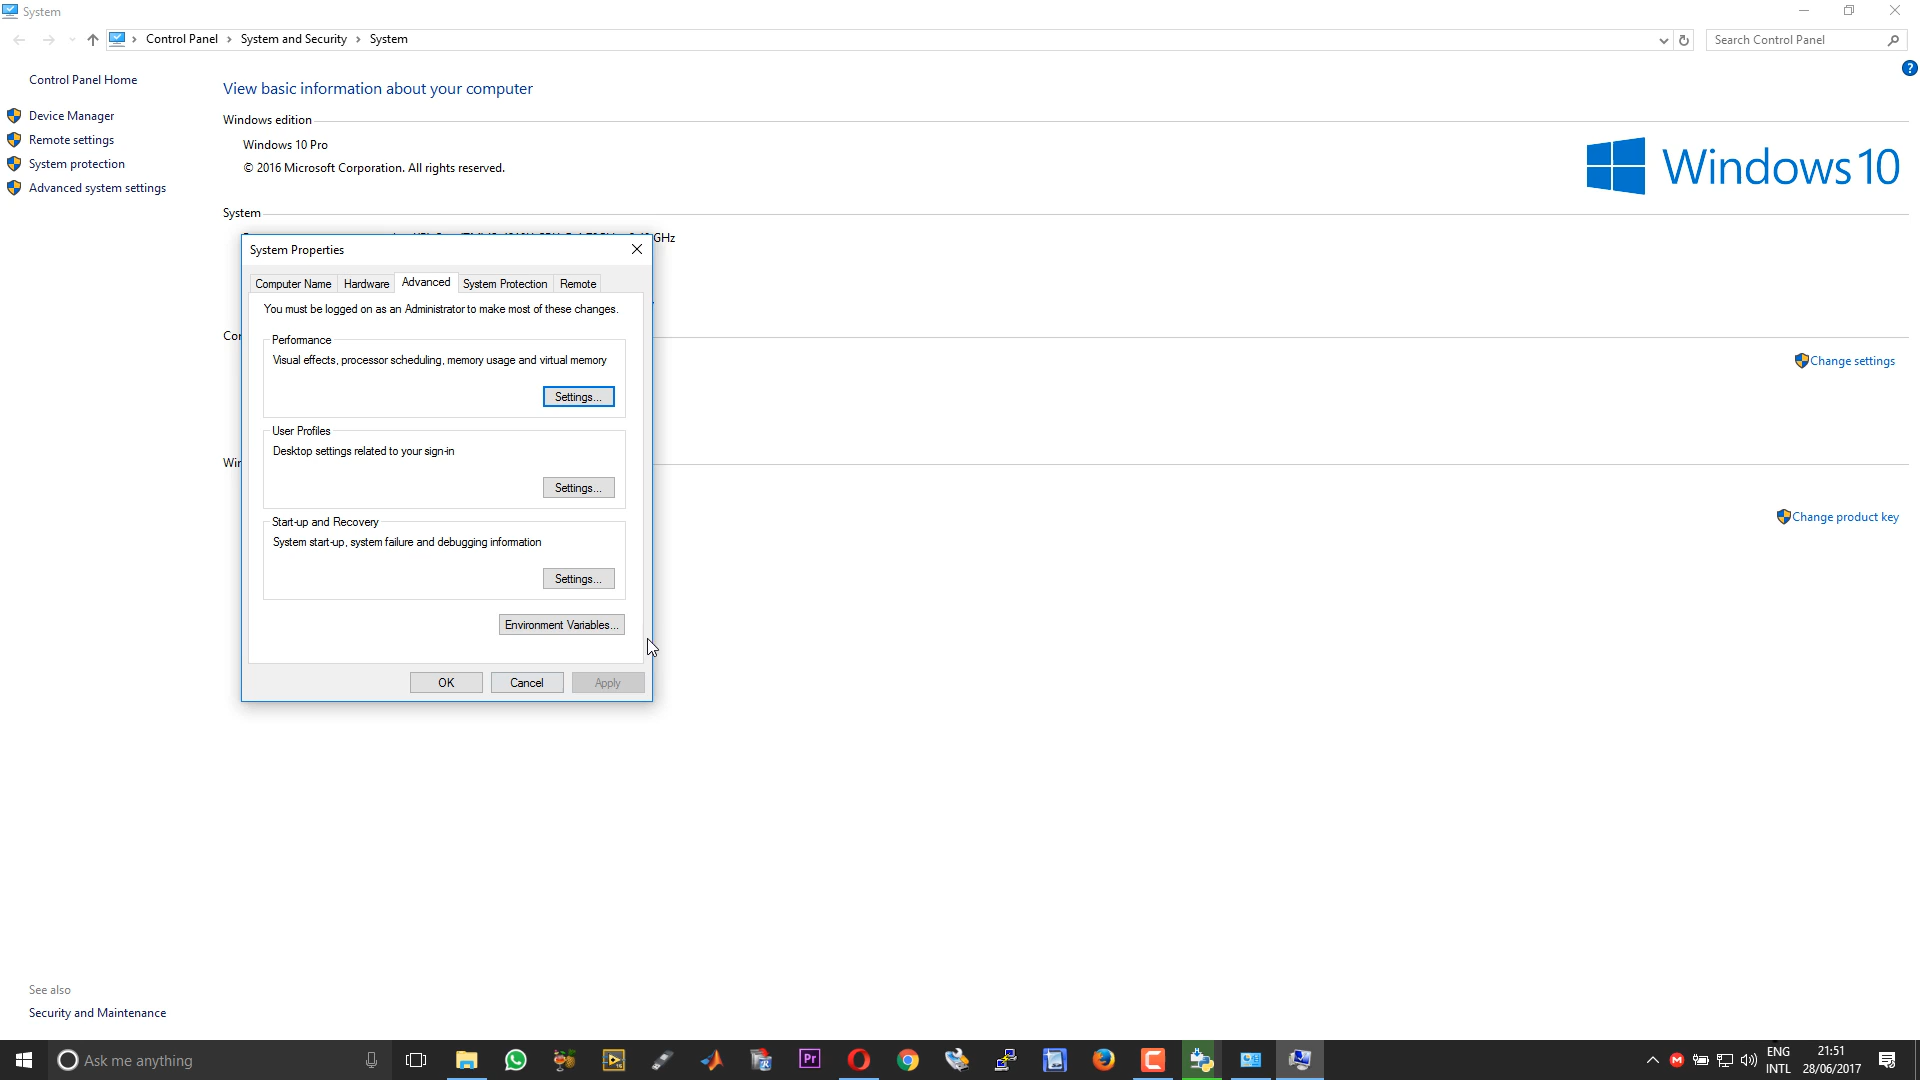 System
Control Panel
System and Security
System
Search Control Panel
Control Panel Home
Device Manager
Remote settings
System protection
Advanced system settings
View basic information about your computer
Windows edition
Windows 10 Pro
© 2016 Microsoft Corporation. All rights reserved.
Windows 10
System
GHz
System Properties
Computer Name
Hardware
Advanced
System Protection
Remote
You must be logged on as an Administrator to make most of these changes.
Performance
Visual effects, processor scheduling, memory usage and virtual memory
Settings...
User Profiles
Desktop settings related to your sign-in
Settings...
Start-up and Recovery
System start-up, system failure and debugging information
Settings...
Environment Variables...
OK
Cancel
Apply
Change settings
Change product key
See also
Security and Maintenance
Ask me anything
Pr
ENG
INTL
21:51
28/06/2017